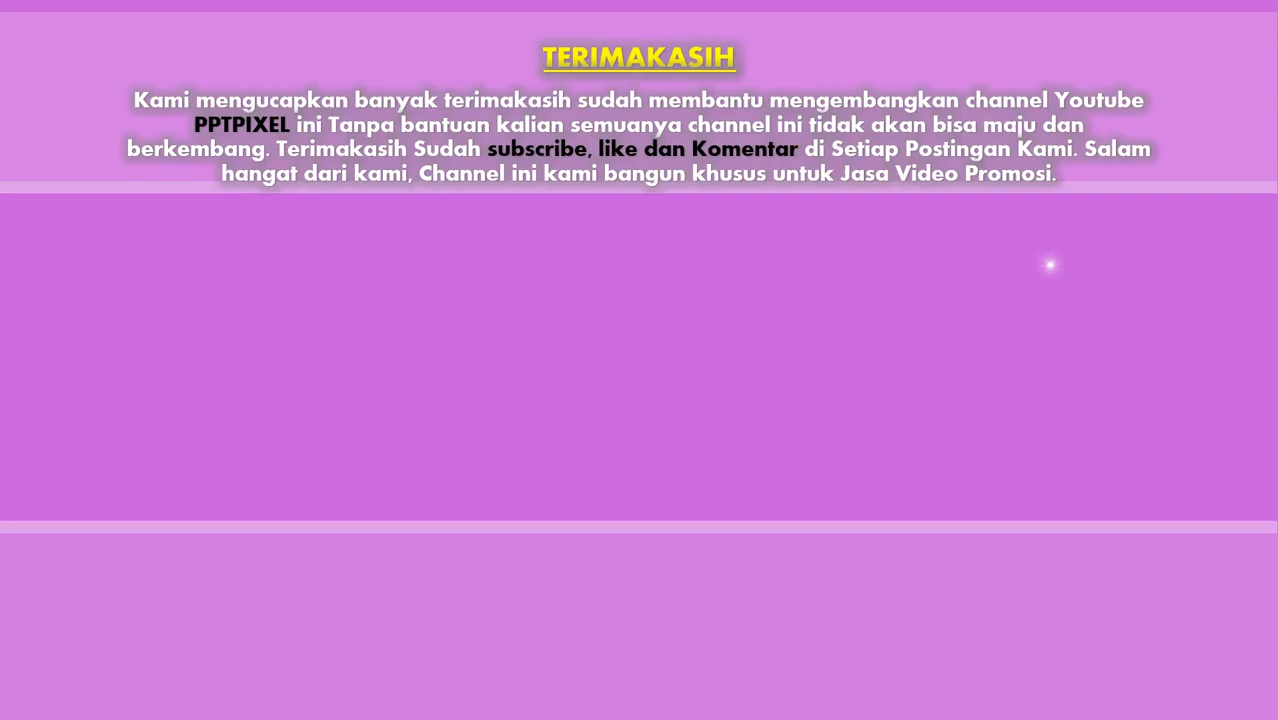 TERIMAKASIH
Kami mengucapkan banyak terimakasih sudah membantu mengembangkan channel Youtube
PPTPIXEL ini Tanpa bantuan kalian semuanya channel ini tidak akan bisa maju dan
berkembang. Terimakasih Sudah subscribe, like dan Komentar di Setiap Postingan Kami. Salam
hangat dari kami, Channel ini kami bangun khusus untuk Jasa Video Promosi.